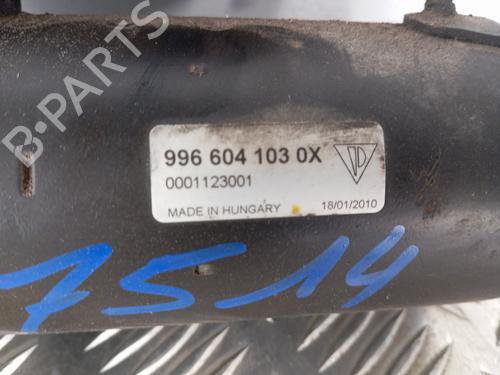 B-PARTS
996 604 103 0X
0001123001
MADE IN HUNGARY 18/01/2010
7514